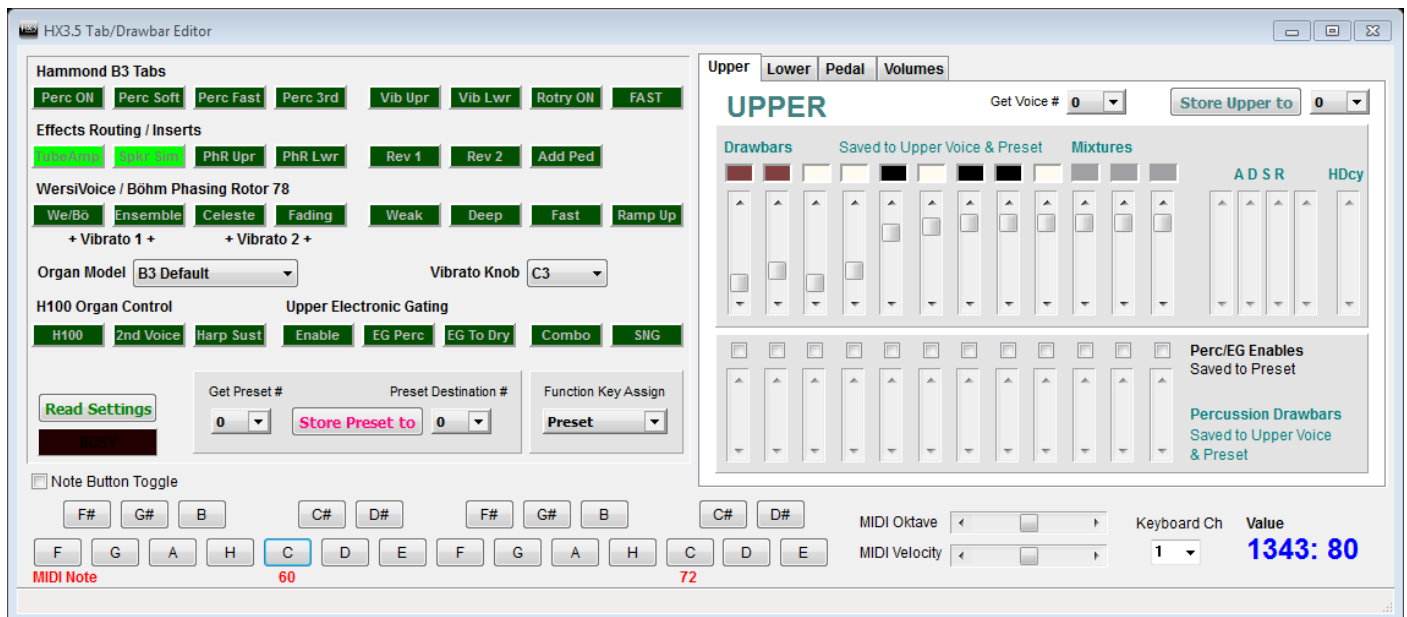 HX3.5 Tab/Drawbar Editor
Hammond B3 Tabs
Perc ON Perc Soft Perc Fast Perc 3rd Vib Upr Vib Lwr Rotry ON FAST
Effects Routing / Inserts
TubeAmp Spkr Sim PhR Upr PhR Lwr Rev 1 Rev 2 Add Ped
WersiVoice / Böhm Phasing Rotor 78
We/Bö Ensemble Celeste Fading Weak Deep Fast Ramp Up
+ Vibrato 1 + + Vibrato 2 +
Organ Model B3 Default Vibrato Knob C3
H100 Organ Control Upper Electronic Gating
H100 2nd Voice Harp Sust Enable EG Perc EG To Dry Combo SNG
Read Settings
BUSY
Get Preset # Preset Destination #
0 Store Preset to 0
Function Key Assign
Preset
Upper Lower Pedal Volumes
UPPER Get Voice # 0 Store Upper to 0
Drawbars Saved to Upper Voice & Preset Mixtures
A D S R HDcy
Perc/EG Enables
Saved to Preset
Percussion Drawbars
Saved to Upper Voice
& Preset
Note Button Toggle
F# G# B C# D# F# G# B C# D#
F G A H C D E F G A H C D E
MIDI Note 60 72
MIDI Oktave
MIDI Velocity
Keyboard Ch
1
Value
1343: 80